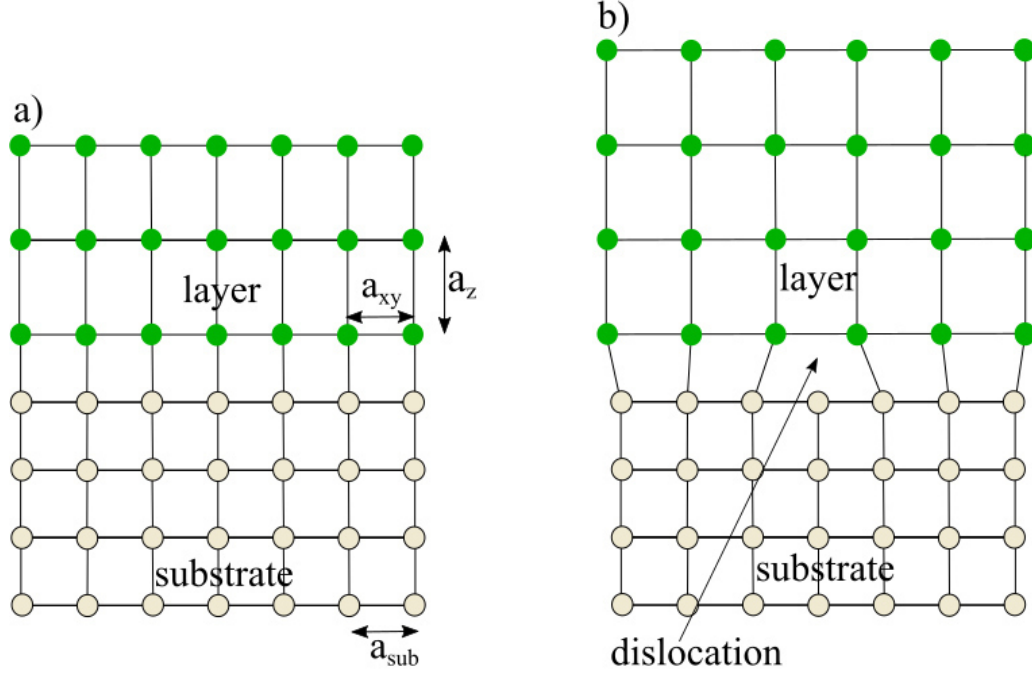 a)
layer
a_xy
a_z
substrate
a_sub
b)
layer
substrate
dislocation